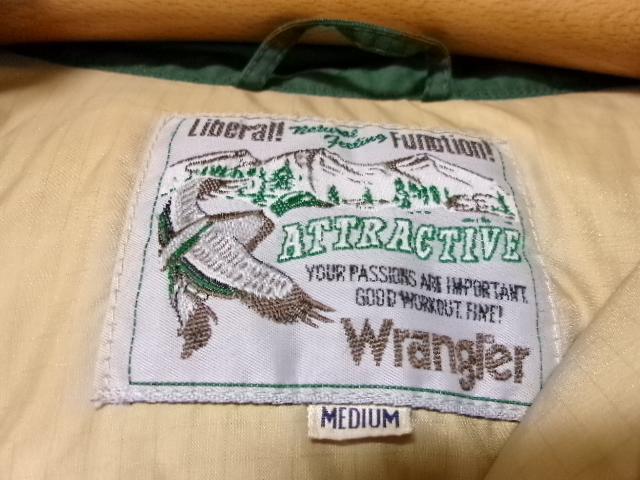 Liberal! Natural Feeling Function!
ATTRACTIVE
YOUR PASSIONS ARE IMPORTANT.
GOOD WORKOUT, FINE!
Wrangler
MEDIUM